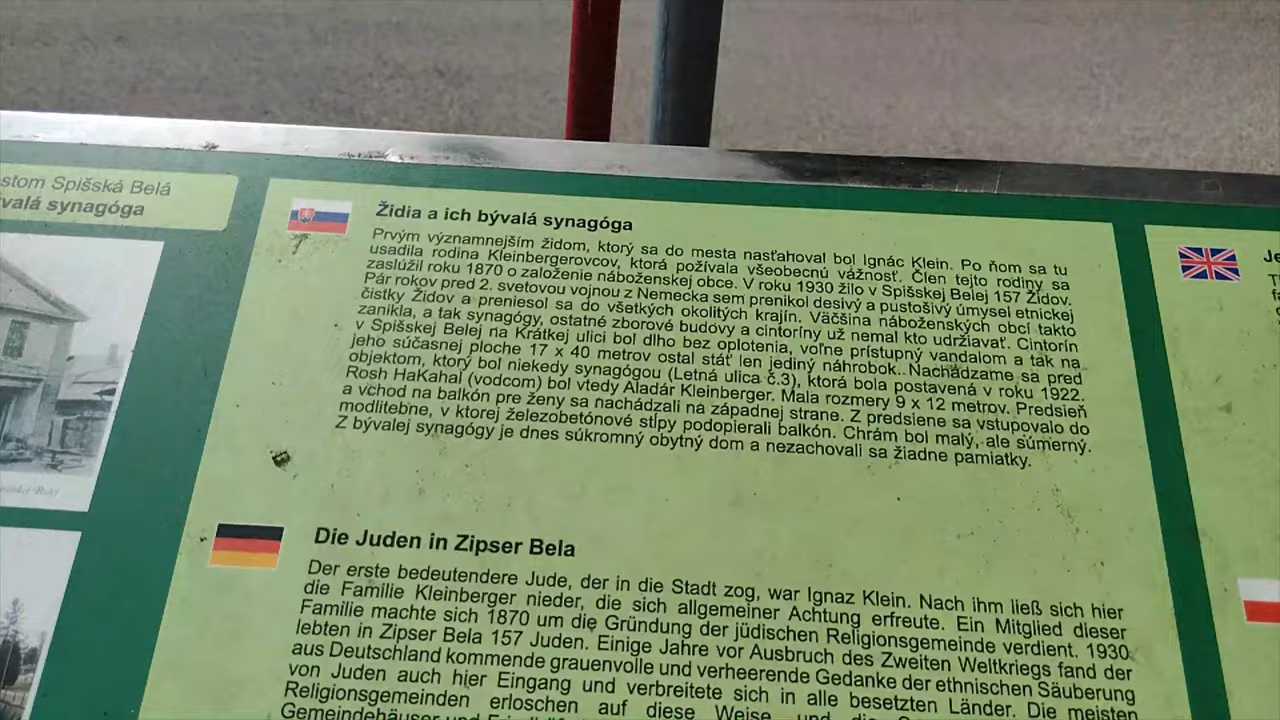 stom Spišská Belá
valá synagóga
Židia a ich bývalá synagóga
Prvým významnejším židom, ktorý sa do mesta nasťahoval bol Ignác Klein. Po ňom sa tu
usadila rodina Kleinbergerovcov, ktorá požívala všeobecnú vážnosť. Člen tejto rodiny sa
zaslúžil roku 1870 o založenie náboženskej obce. V roku 1930 žilo v Spišskej Belej 157 Židov.
Pár rokov pred 2. svetovou vojnou z Nemecka sem prenikol desivý a pustošivý úmysel etnickej
čistky Židov a preniesol sa do všetkých okolitých krajín. Väčšina náboženských obcí takto
zanikla, a tak synagógy, ostatné zborové budovy a cintoríny už nemal kto udržiavať. Cintorín
v Spišskej Belej na Krátkej ulici bol dlho bez oplotenia, voľne prístupný vandalom a tak na
jeho súčasnej ploche 17 x 40 metrov ostal stáť len jediný náhrobok. Nachádzame sa pred
objektom, ktorý bol niekedy synagógou (Letná ulica č.3), ktorá bola postavená v roku 1922.
Rosh HaKahal (vodcom) bol vtedy Aladár Kleinberger. Mala rozmery 9 x 12 metrov. Predsieň
a vchod na balkón pre ženy sa nachádzali na západnej strane. Z predsiene sa vstupovalo do
modlitebne, v ktorej železobetónové stĺpy podopierali balkón. Chrám bol malý, ale súmerný.
Z bývalej synagógy je dnes súkromný obytný dom a nezachovali sa žiadne pamiatky.
Die Juden in Zipser Bela
Der erste bedeutendere Jude, der in die Stadt zog, war Ignaz Klein. Nach ihm ließ sich hier
die Familie Kleinberger nieder, die sich allgemeiner Achtung erfreute. Ein Mitglied dieser
Familie machte sich 1870 um die Gründung der jüdischen Religionsgemeinde verdient. 1930
lebten in Zipser Bela 157 Juden. Einige Jahre vor Ausbruch des Zweiten Weltkriegs fand der
aus Deutschland kommende grauenvolle und verheerende Gedanke der ethnischen Säuberung
von Juden auch hier Eingang und verbreitete sich in alle besetzten Länder. Die meisten
Religionsgemeinden erloschen auf diese Weise und die
Gemeindehäuser und
Je